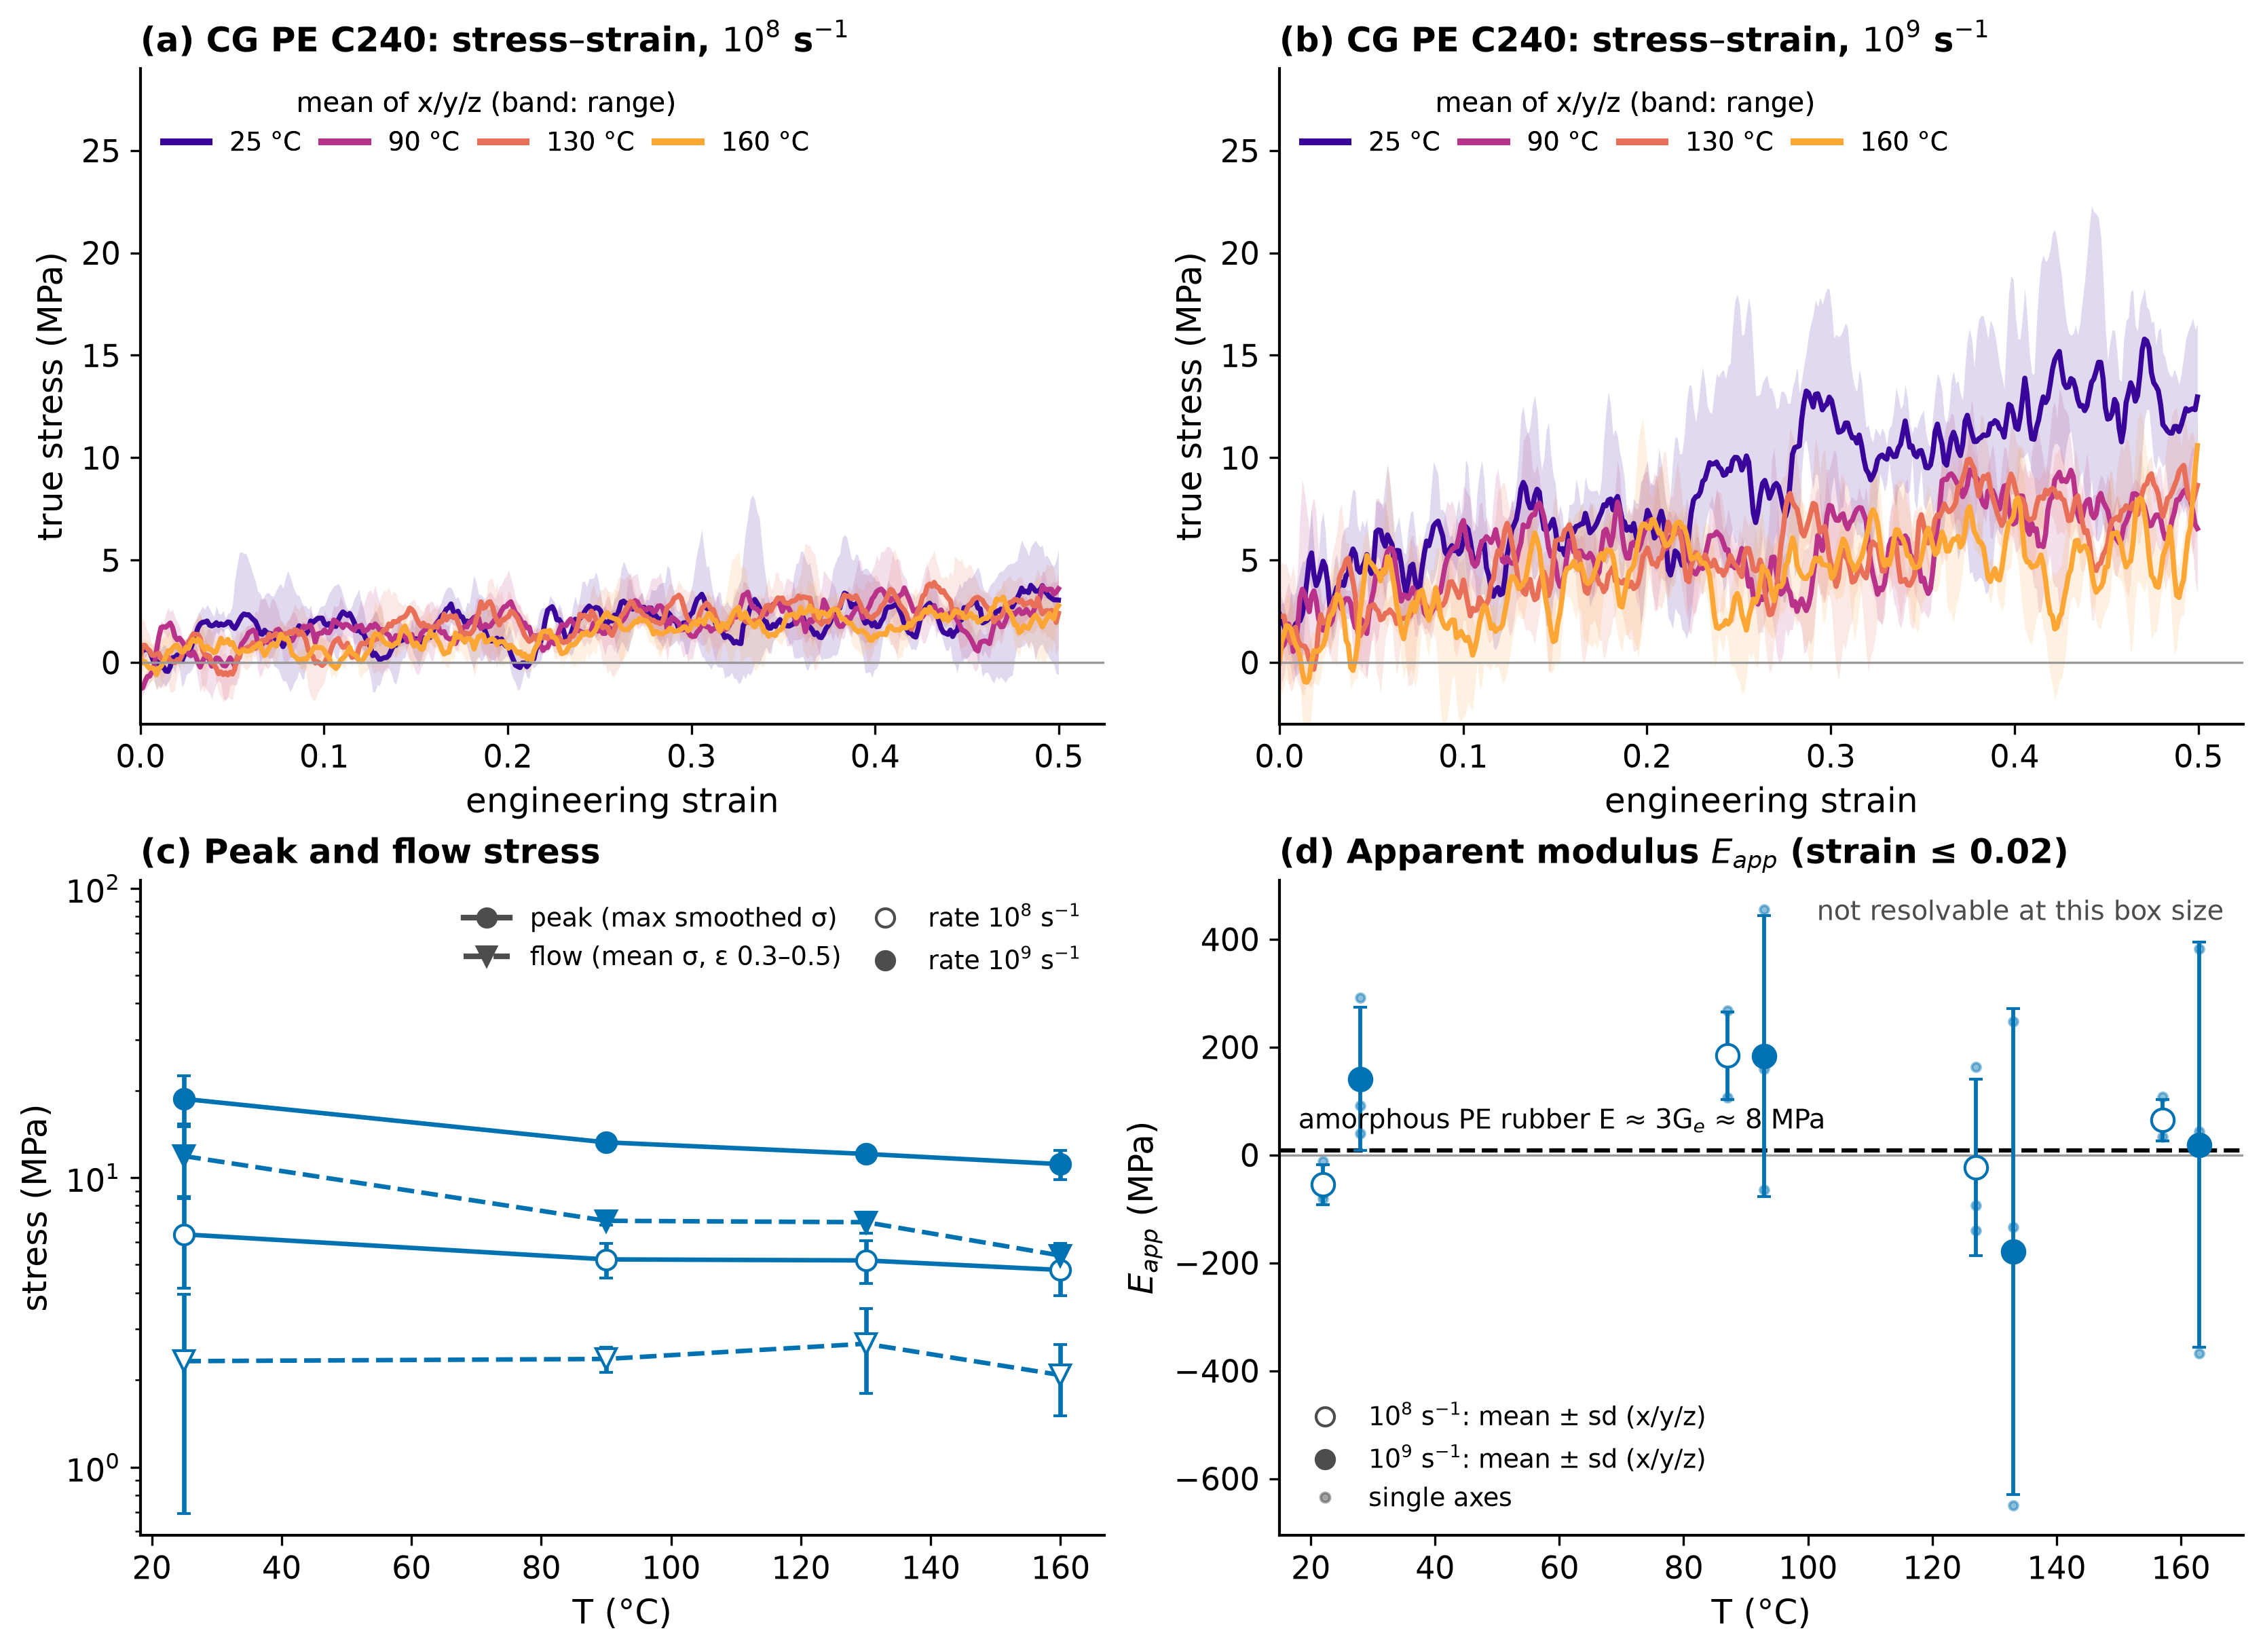 (a) CG PE C240: stress–strain, 10⁸ s⁻¹
mean of x/y/z (band: range)
25 °C 90 °C 130 °C 160 °C
25
20
15
10
5
0
true stress (MPa)
0.0 0.1 0.2 0.3 0.4 0.5
engineering strain
(b) CG PE C240: stress–strain, 10⁹ s⁻¹
mean of x/y/z (band: range)
25 °C 90 °C 130 °C 160 °C
25
20
15
10
5
0
true stress (MPa)
0.0 0.1 0.2 0.3 0.4 0.5
engineering strain
(c) Peak and flow stress
peak (max smoothed σ)
flow (mean σ, ε 0.3–0.5)
rate 10⁸ s⁻¹
rate 10⁹ s⁻¹
10²
10¹
10⁰
stress (MPa)
20 40 60 80 100 120 140 160
T (°C)
(d) Apparent modulus E_app (strain ≤ 0.02)
not resolvable at this box size
amorphous PE rubber E ≈ 3Gₑ ≈ 8 MPa
400
200
0
−200
−400
−600
E_app (MPa)
10⁸ s⁻¹: mean ± sd (x/y/z)
10⁹ s⁻¹: mean ± sd (x/y/z)
single axes
20 40 60 80 100 120 140 160
T (°C)